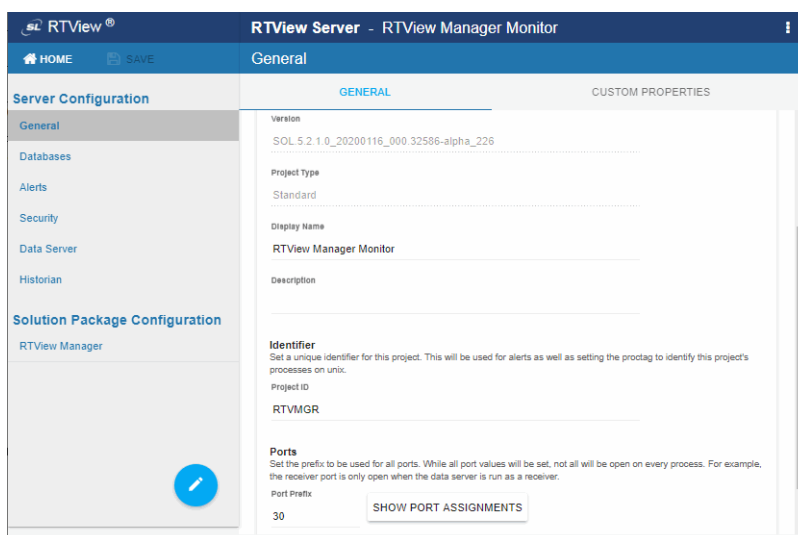 SL RTView ®
RTView Server - RTView Manager Monitor
HOME
SAVE
General
Server Configuration
General
Databases
Alerts
Security
Data Server
Historian
Solution Package Configuration
RTView Manager
GENERAL
CUSTOM PROPERTIES
Version
SOL.5.2.1.0_20200116_000.32586-alpha_226
Project Type
Standard
Display Name
RTView Manager Monitor
Description
Identifier
Set a unique identifier for this project. This will be used for alerts as well as setting the proctag to identify this project's
processes on unix.
Project ID
RTVMGR
Ports
Set the prefix to be used for all ports. While all port values will be set, not all will be open on every process. For example,
the receiver port is only open when the data server is run as a receiver.
Port Prefix
30
SHOW PORT ASSIGNMENTS